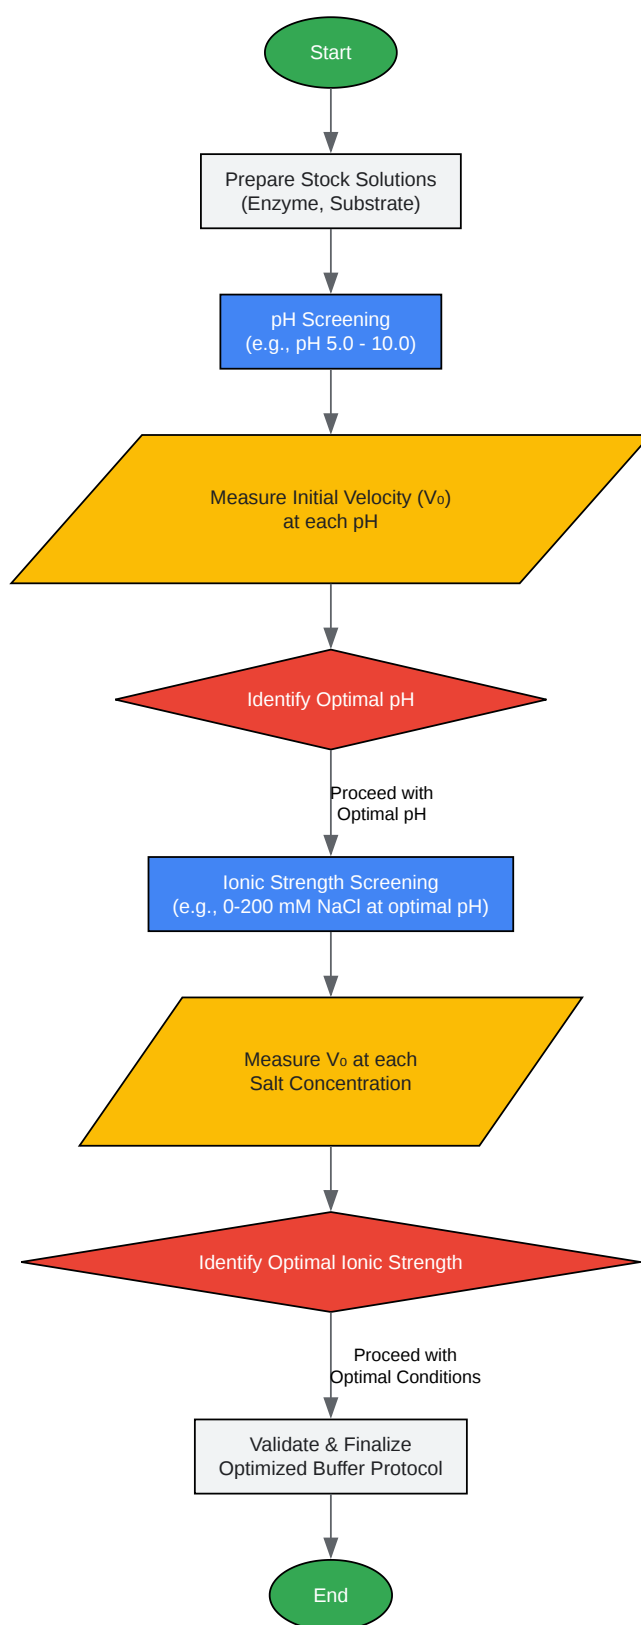 Start
Prepare Stock Solutions
(Enzyme, Substrate)
pH Screening
(e.g., pH 5.0 - 10.0)
Measure Initial Velocity (V₀)
at each pH
Identify Optimal pH
Proceed with
Optimal pH
Ionic Strength Screening
(e.g., 0-200 mM NaCl at optimal pH)
Measure V₀ at each
Salt Concentration
Identify Optimal Ionic Strength
Proceed with
Optimal Conditions
Validate & Finalize
Optimized Buffer Protocol
End